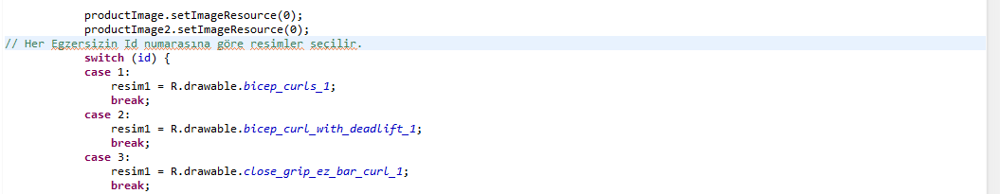 productImage.setImageResource(0);
productImage2.setImageResource(0);
// Her Egzersizin Id numarasına göre resimler seçilir.
switch (id) {
case 1:
resim1 = R.drawable.bicep_curls_1;
break;
case 2:
resim1 = R.drawable.bicep_curl_with_deadlift_1;
break;
case 3:
resim1 = R.drawable.close_grip_ez_bar_curl_1;
break;